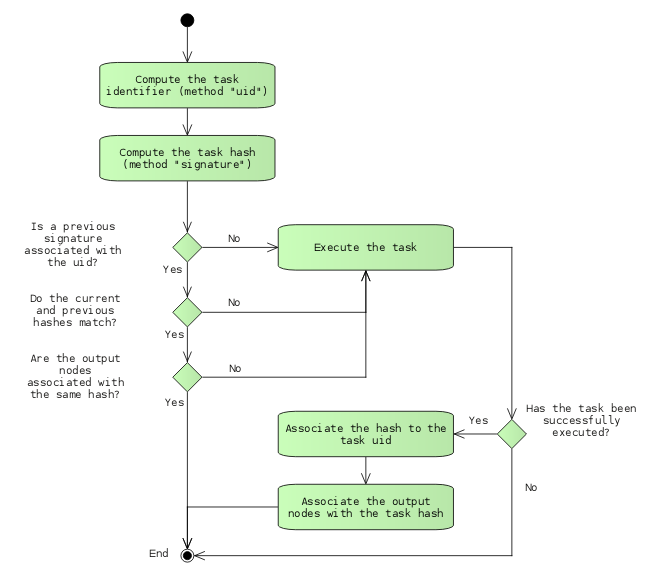 Compute the task
identifier (method "uid")
Compute the task hash
(method "signature")
Is a previous
signature
associated with
the uid?
No
Execute the task
Yes
Do the current
and previous
hashes match?
No
Yes
Are the output
nodes
associated with
the same hash?
No
Yes
Has the task been
successfully
executed?
Yes
Associate the hash to the
task uid
No
Associate the output
nodes with the task hash
End